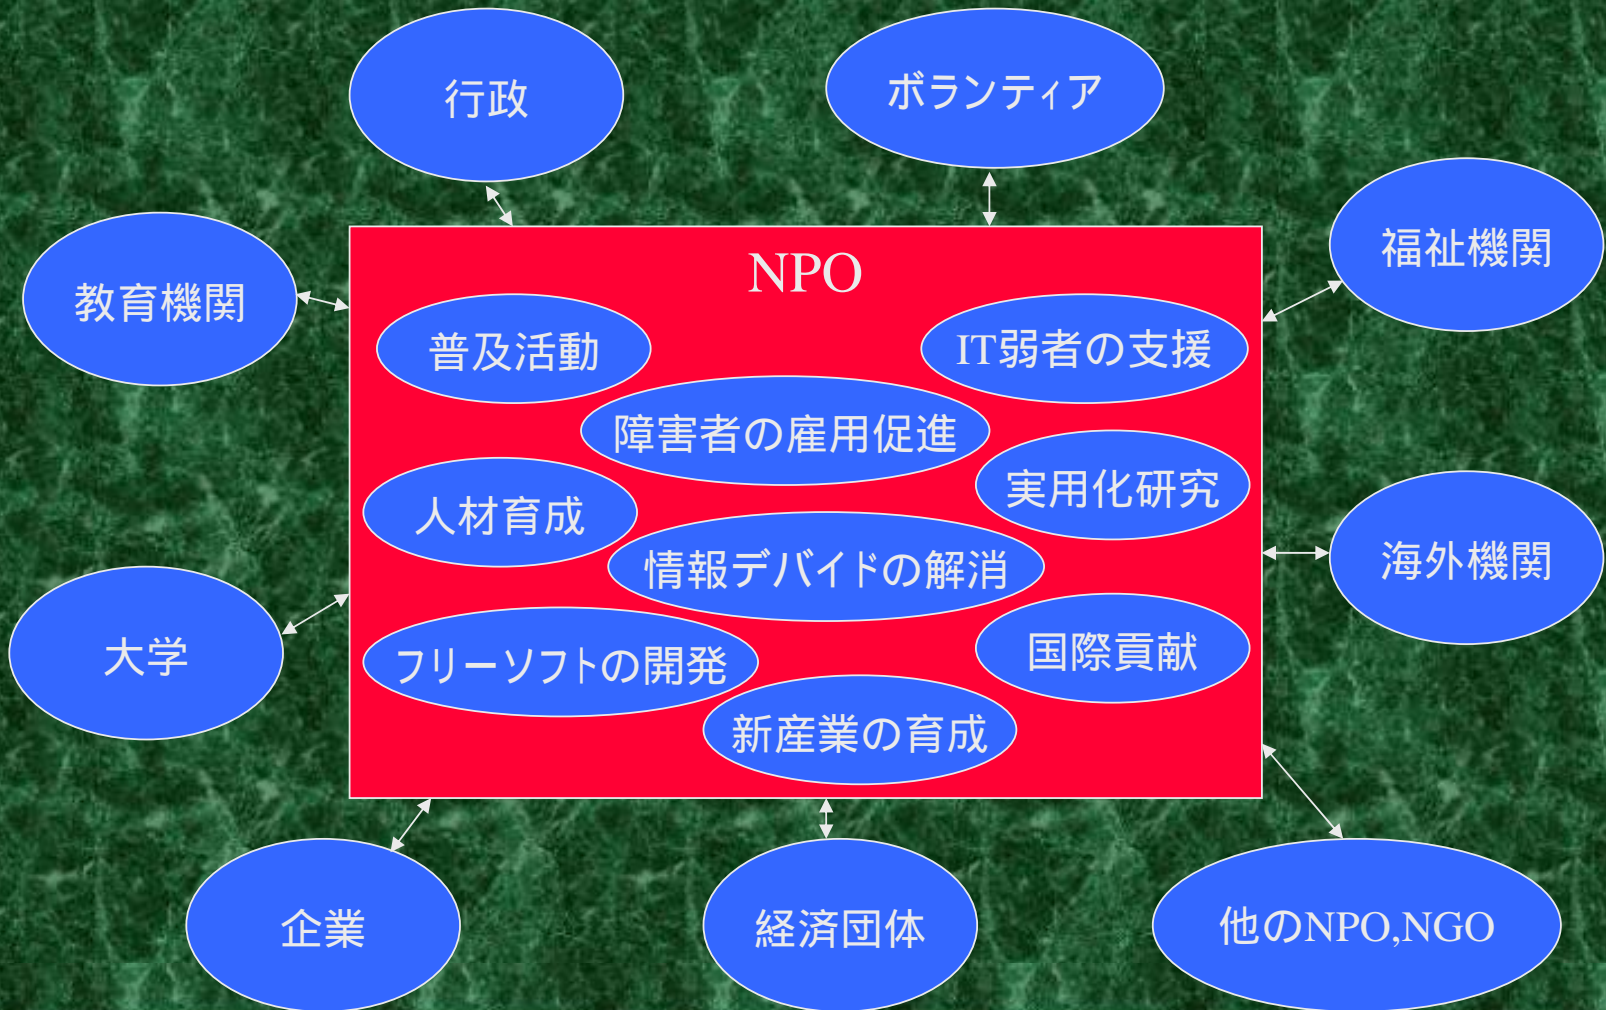 行政
ボランティア
福祉機関
教育機関
NPO
普及活動
IT弱者の支援
障害者の雇用促進
実用化研究
人材育成
情報デバイドの解消
海外機関
大学
フリーソフトの開発
国際貢献
新産業の育成
企業
経済団体
他のNPO,NGO